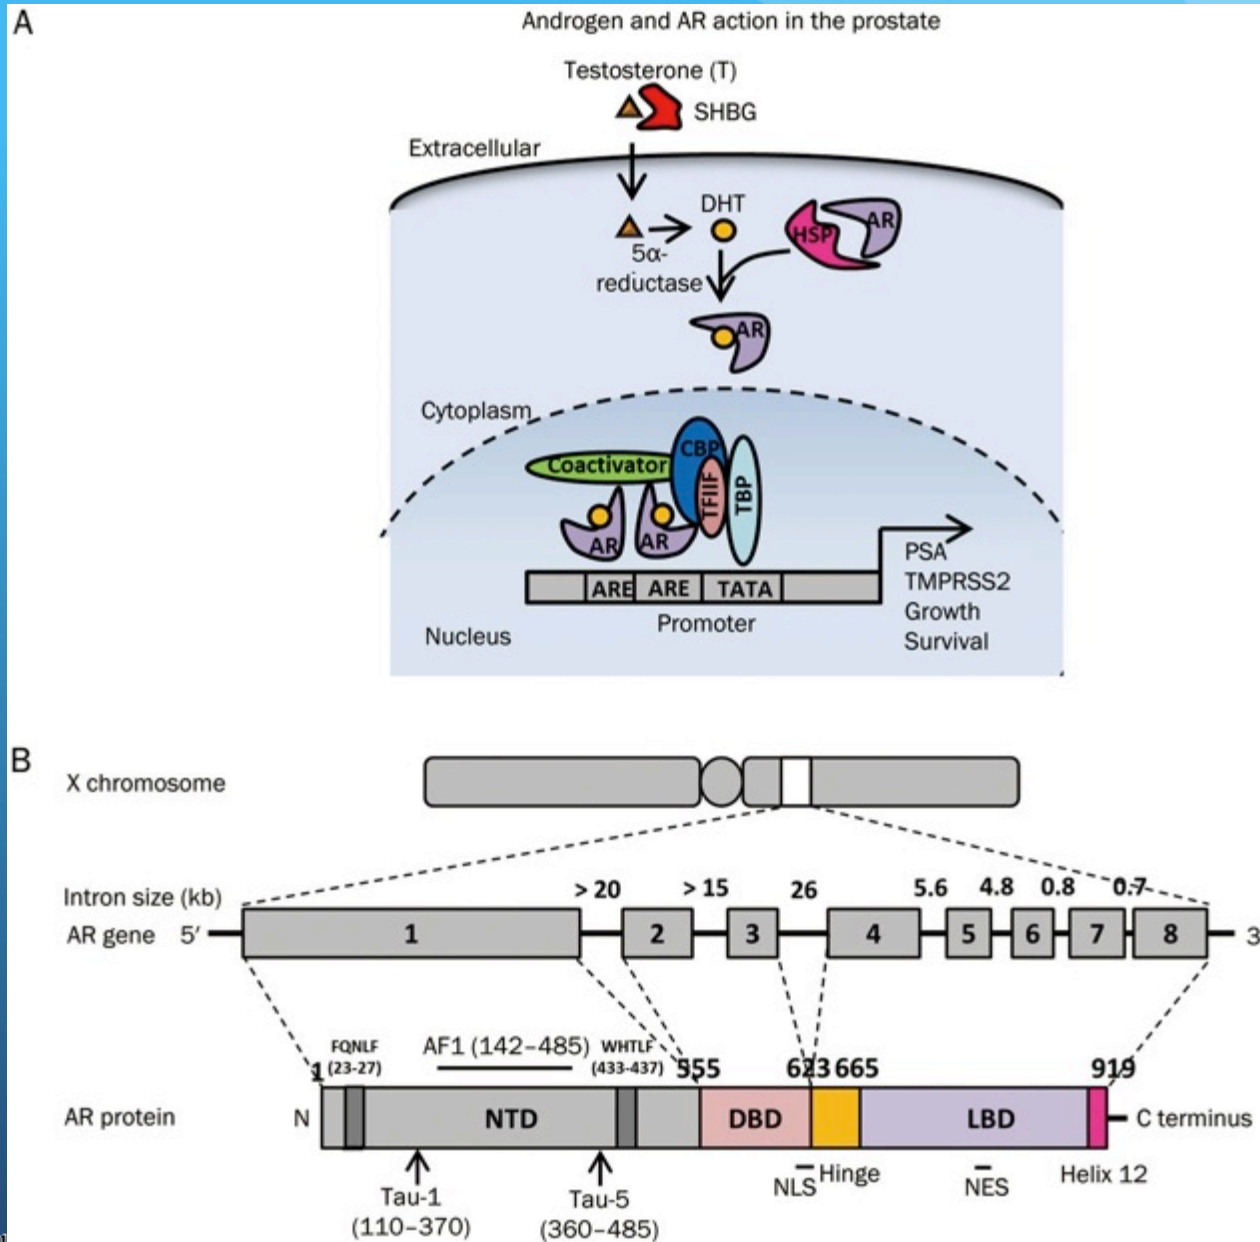 A
Androgen and AR action in the prostate
Testosterone (T)
SHBG
Extracellular
DHT
HSP
AR
5α-
reductase
AR
Cytoplasm
CBP
Coactivator
TFIIF
TBP
AR
AR
ARE
ARE
TATA
Promoter
PSA
TMPRSS2
Growth
Survival
Nucleus
B
X chromosome
Intron size (kb)
> 20
> 15
26
5.6
4.8
0.8
0.7
AR gene
5′
1
2
3
4
5
6
7
8
3
FQNLF
(23-27)
AF1 (142–485)
WHTLF
(433-437)
1
555
623
665
919
AR protein
N
NTD
DBD
LBD
C terminus
Tau-1
(110–370)
Tau-5
(360–485)
NLS
Hinge
NES
Helix 12